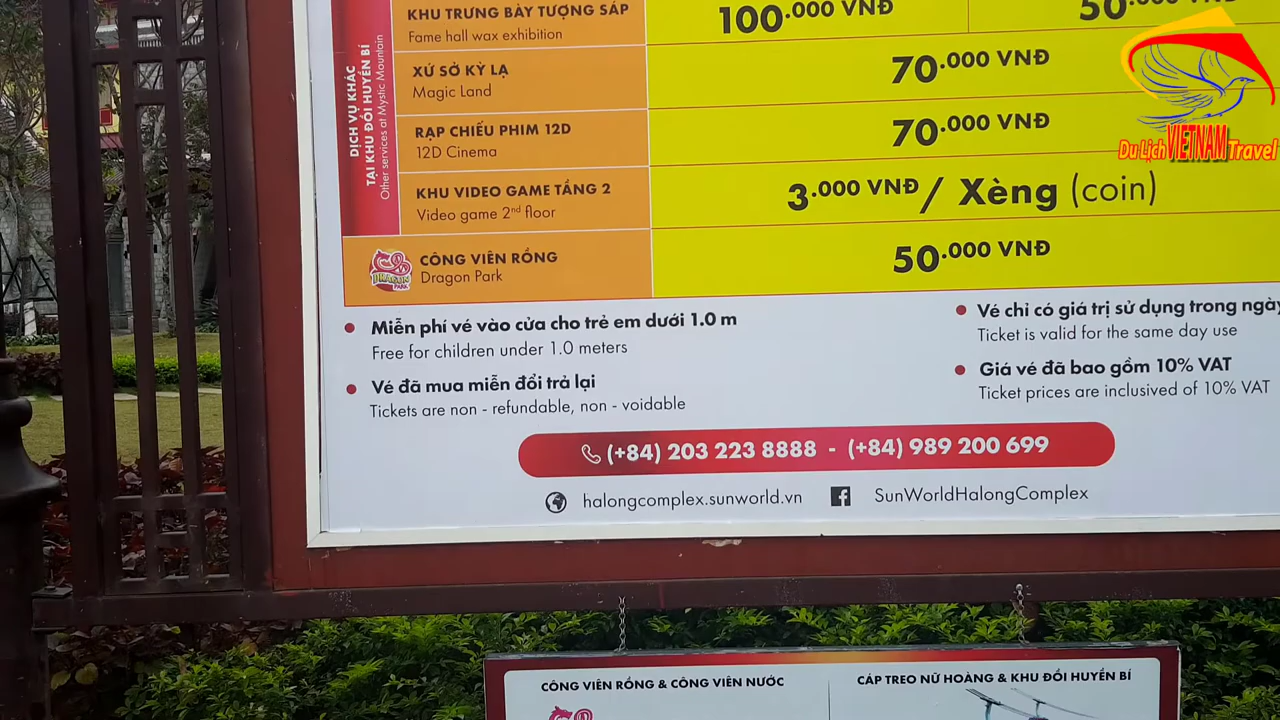 DỊCH VỤ KHÁC
TẠI KHU ĐỒI HUYỀN BÍ
Other services at Mystic Mountain
KHU TRƯNG BÀY TƯỢNG SÁP
Fame hall wax exhibition
100.000 VNĐ
50.000 VNĐ
XỨ SỞ KỲ LẠ
Magic Land
70.000 VNĐ
RẠP CHIẾU PHIM 12D
12D Cinema
70.000 VNĐ
KHU VIDEO GAME TẦNG 2
Video game 2nd floor
3.000 VNĐ / Xèng (coin)
DRAGON
PARK
CÔNG VIÊN RỒNG
Dragon Park
50.000 VNĐ
Miễn phí vé vào cửa cho trẻ em dưới 1.0 m
Free for children under 1.0 meters
Vé đã mua miễn đổi trả lại
Tickets are non - refundable, non - voidable
Vé chỉ có giá trị sử dụng trong ngày
Ticket is valid for the same day use
Giá vé đã bao gồm 10% VAT
Ticket prices are inclusived of 10% VAT
(+84) 203 223 8888 - (+84) 989 200 699
halongcomplex.sunworld.vn SunWorldHalongComplex
CÔNG VIÊN RỒNG & CÔNG VIÊN NƯỚC
CÁP TREO NỮ HOÀNG & KHU ĐỒI HUYỀN BÍ
Du Lịch VIETNAM Travel